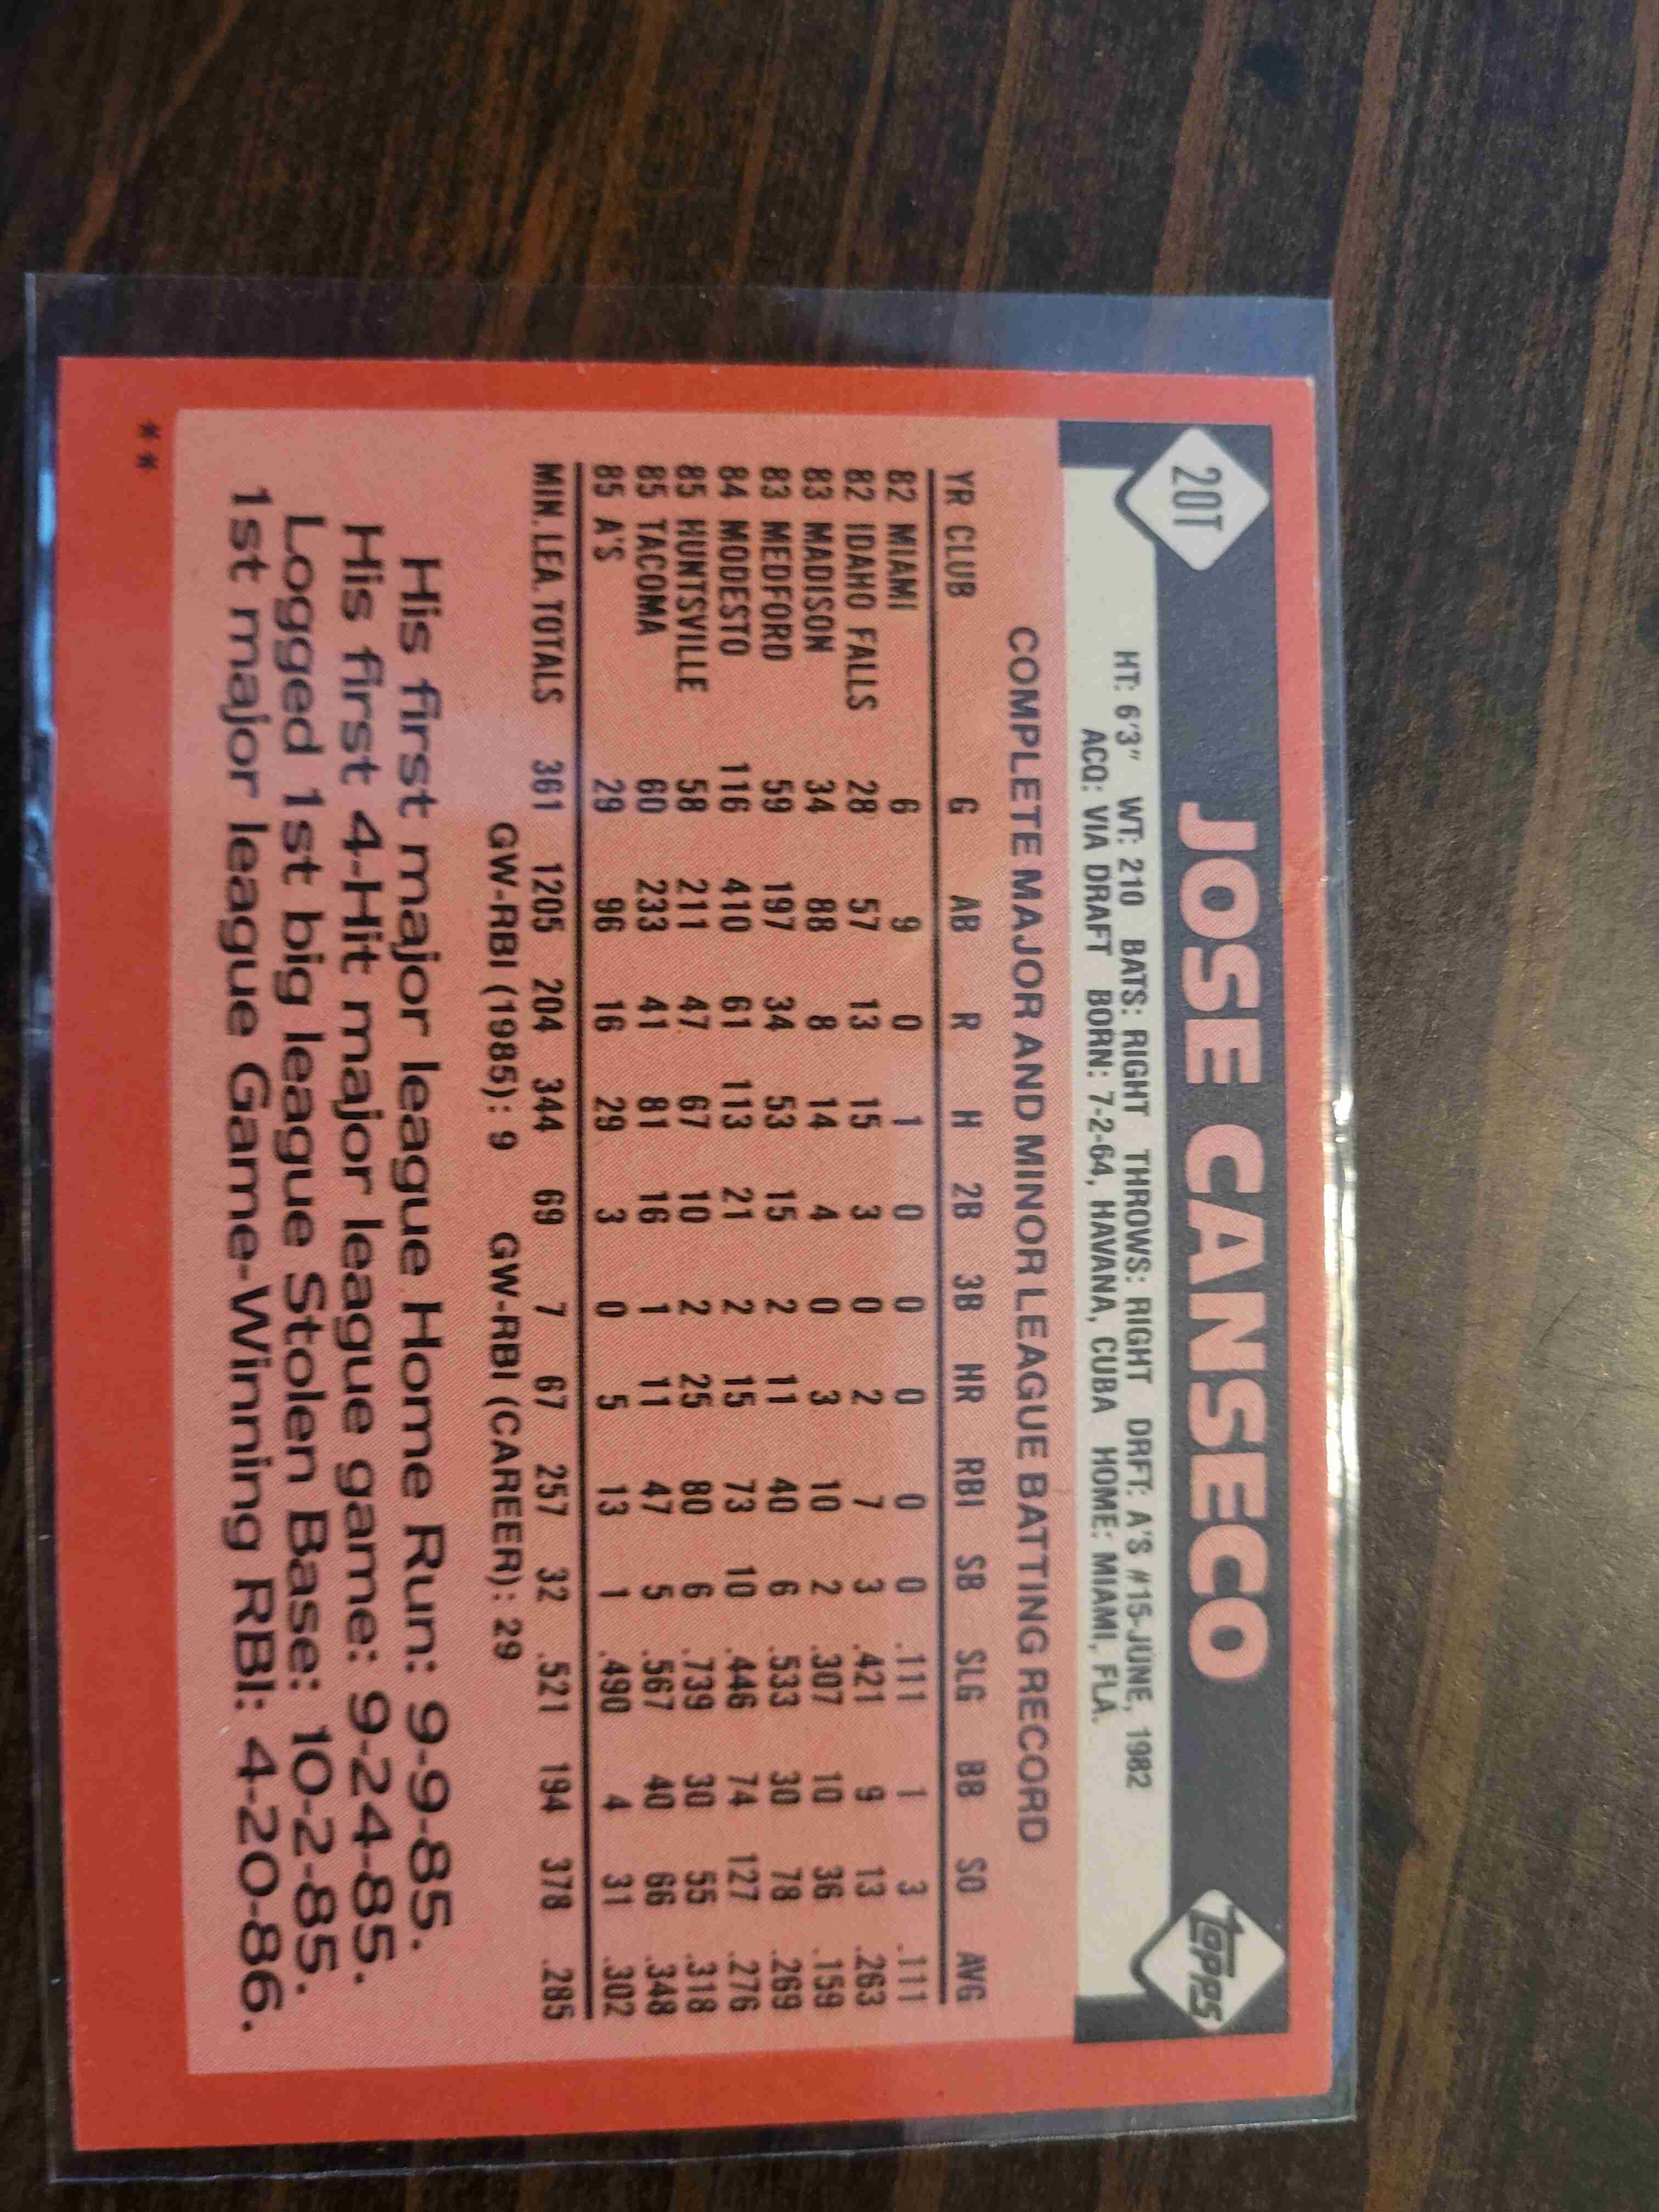 20T
JOSE CANSECO
TOPPS
HT: 6'3" WT: 210 BATS: RIGHT THROWS: RIGHT DRFT: A'S #15-JUNE, 1982
ACQ: VIA DRAFT BORN: 7-2-64, HAVANA, CUBA HOME: MIAMI, FLA.
COMPLETE MAJOR AND MINOR LEAGUE BATTING RECORD
YR CLUB G AB R H 2B 3B HR RBI SB SLG BB SO AVG
82 MIAMI 6 9 0 1 0 0 0 0 0 .111 1 3 .111
82 IDAHO FALLS 28 57 13 15 3 0 2 7 3 .421 9 13 .263
83 MADISON 34 88 8 14 4 0 3 10 2 .307 10 36 .159
83 MEDFORD 59 197 34 53 15 2 11 40 6 .533 30 78 .269
84 MODESTO 116 410 61 113 21 2 15 73 10 .446 74 127 .276
85 HUNTSVILLE 58 211 47 67 10 2 25 80 6 .739 30 55 .318
85 TACOMA 60 233 41 81 16 1 11 47 5 .567 40 66 .348
85 A'S 29 96 16 29 3 0 5 13 1 .490 4 31 .302
MIN. LEA. TOTALS 361 1205 204 344 69 7 67 257 32 .521 194 378 .285
GW-RBI (1985): 9 GW-RBI (CAREER): 29
His first major league Home Run: 9-9-85.
His first 4-Hit major league game: 9-24-85.
Logged 1st big league Stolen Base: 10-2-85.
1st major league Game-Winning RBI: 4-20-86.
**